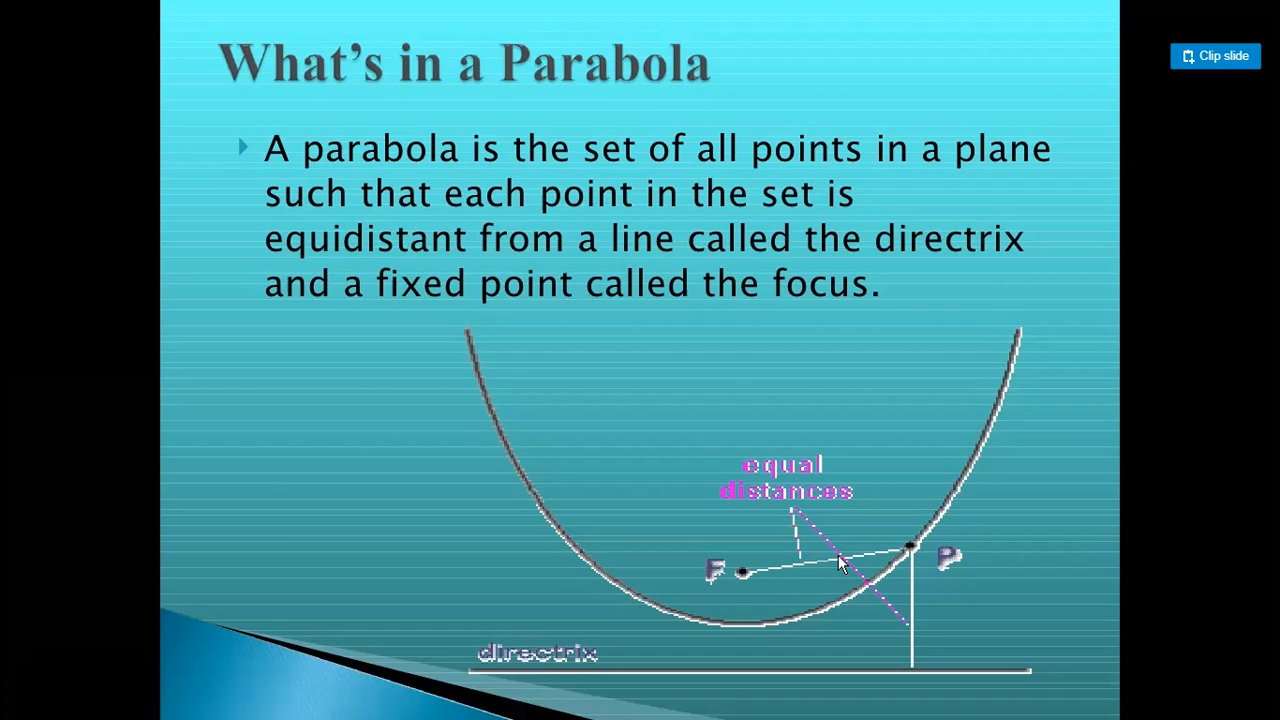 What's in a Parabola
Clip slide
A parabola is the set of all points in a plane
such that each point in the set is
equidistant from a line called the directrix
and a fixed point called the focus.
equal
distances
F
P
directrix